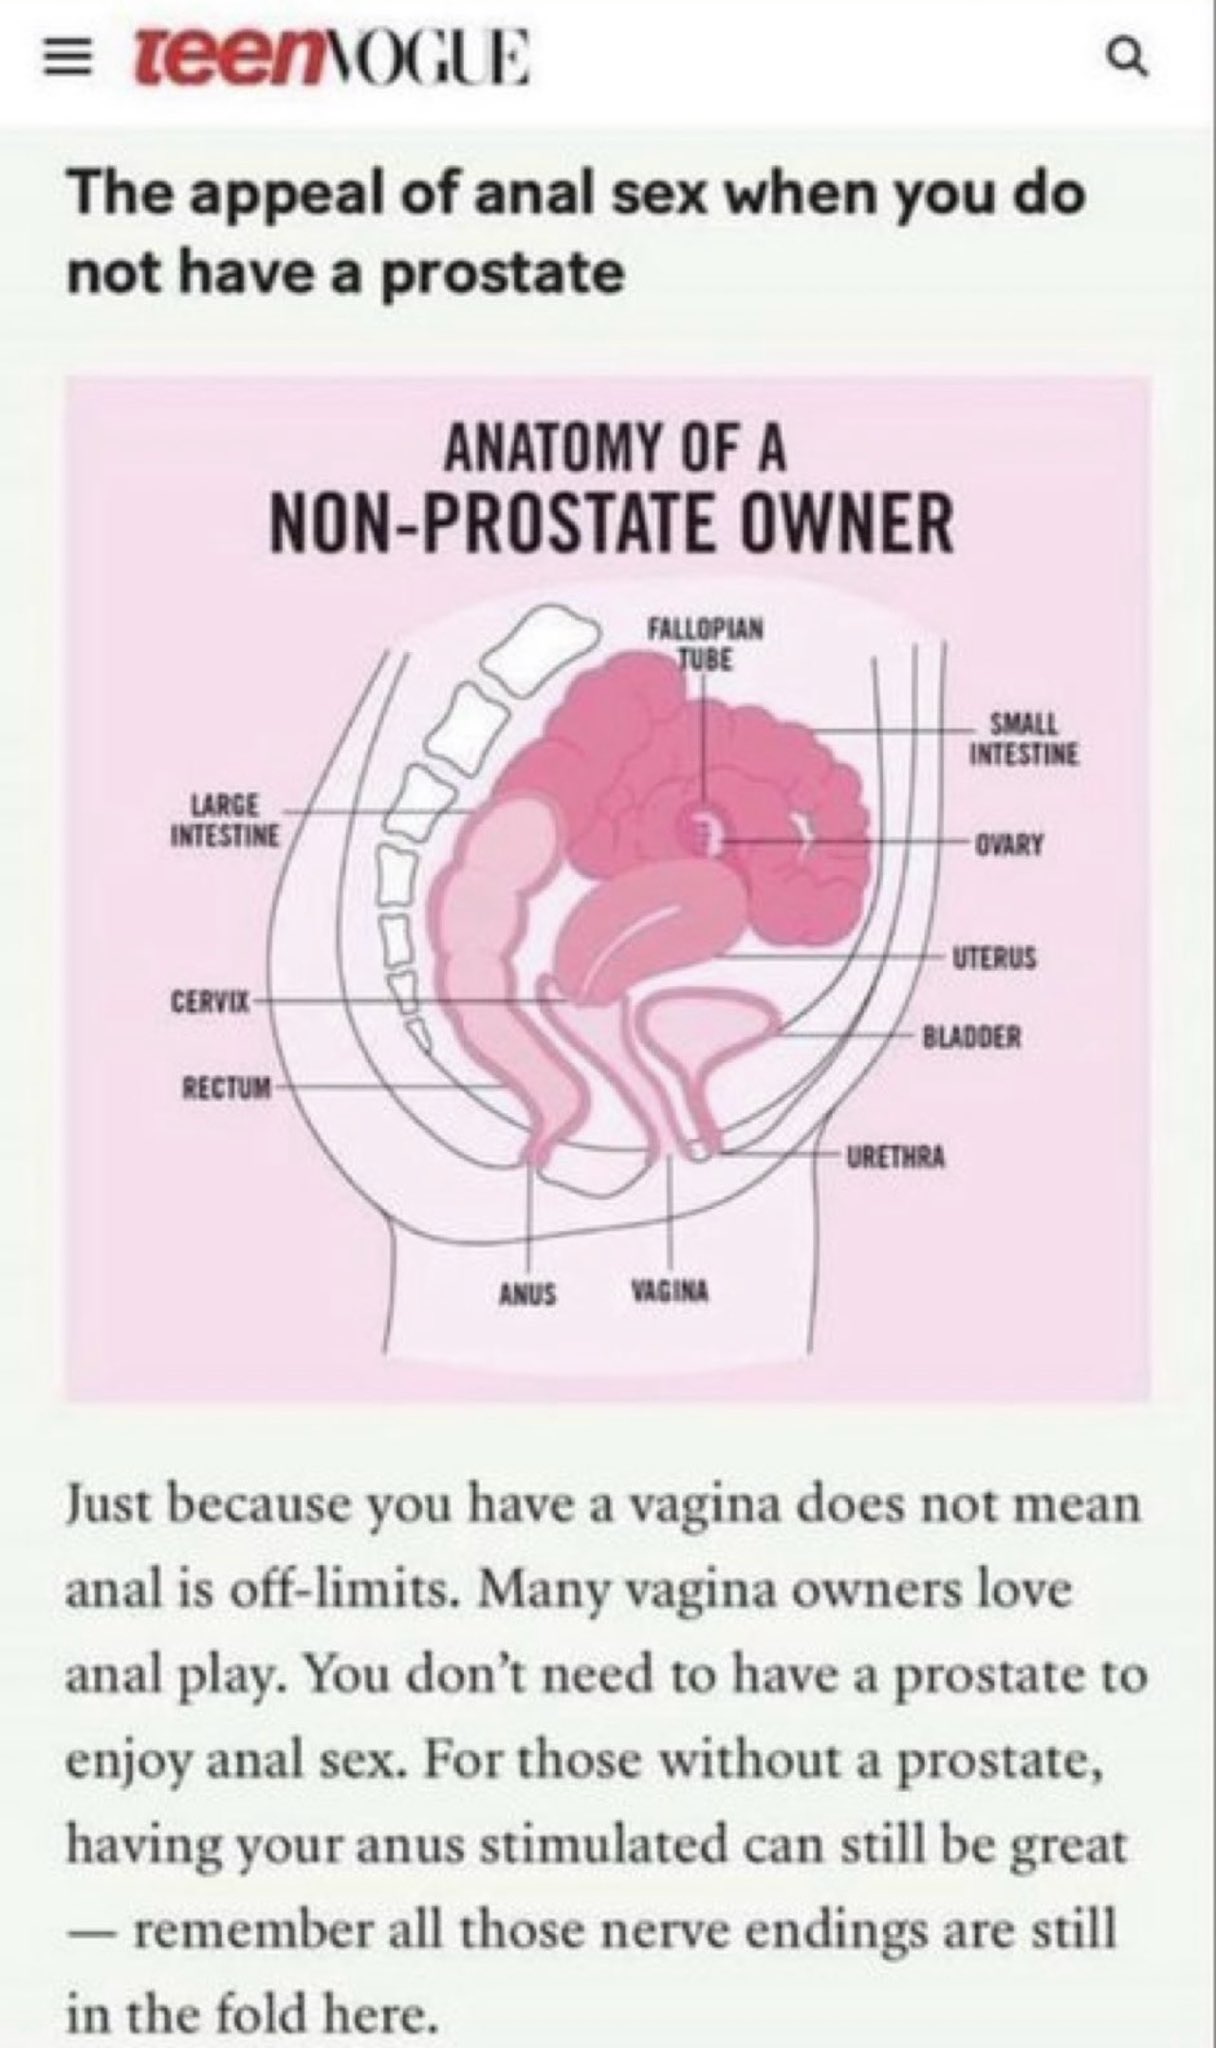 teenVOGUE
The appeal of anal sex when you do
not have a prostate
ANATOMY OF A
NON-PROSTATE OWNER
FALLOPIAN
TUBE
SMALL
INTESTINE
LARGE
INTESTINE
OVARY
UTERUS
CERVIX
BLADDER
RECTUM
URETHRA
ANUS
VAGINA
Just because you have a vagina does not mean
anal is off-limits. Many vagina owners love
anal play. You don’t need to have a prostate to
enjoy anal sex. For those without a prostate,
having your anus stimulated can still be great
— remember all those nerve endings are still
in the fold here.